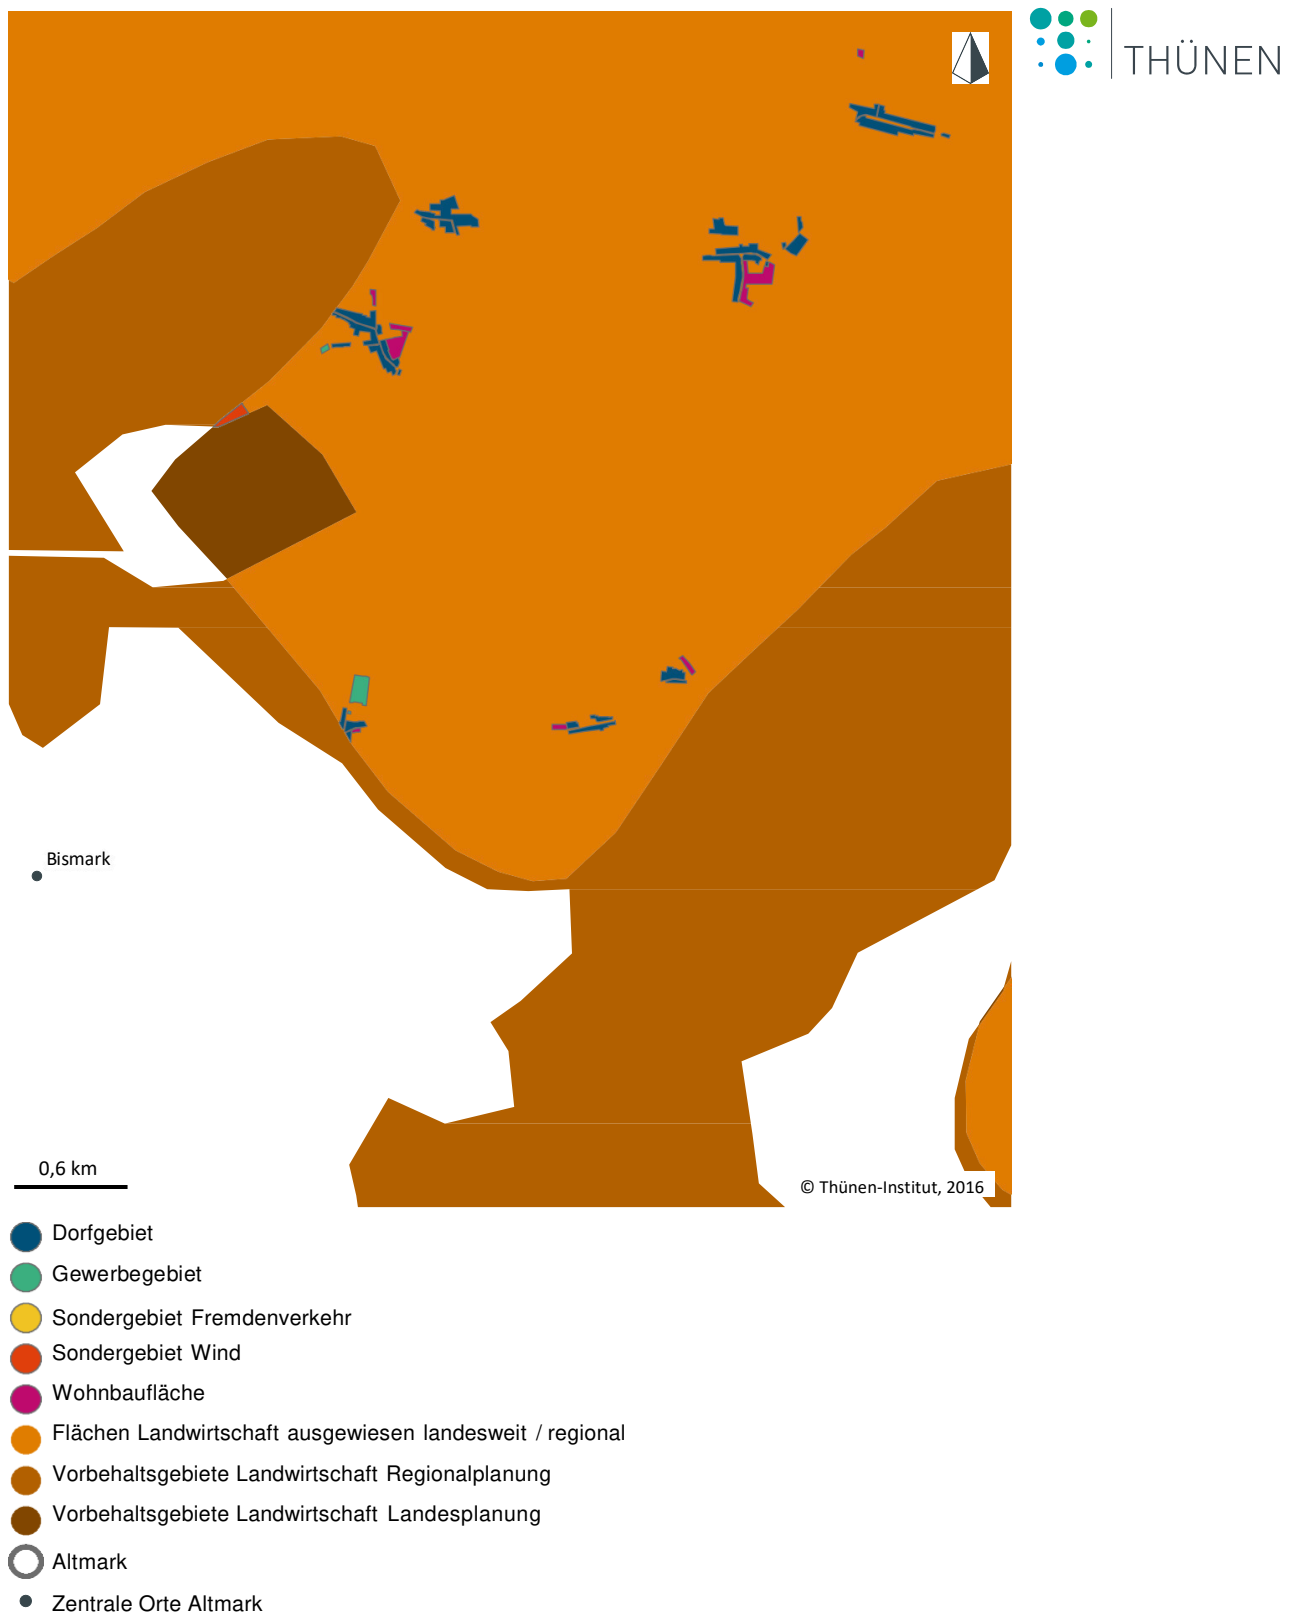 THÜNEN
Bismark
0,6 km
© Thünen-Institut, 2016
Dorfgebiet
Gewerbegebiet
Sondergebiet Fremdenverkehr
Sondergebiet Wind
Wohnbaufläche
Flächen Landwirtschaft ausgewiesen landesweit / regional
Vorbehaltsgebiete Landwirtschaft Regionalplanung
Vorbehaltsgebiete Landwirtschaft Landesplanung
Altmark
Zentrale Orte Altmark